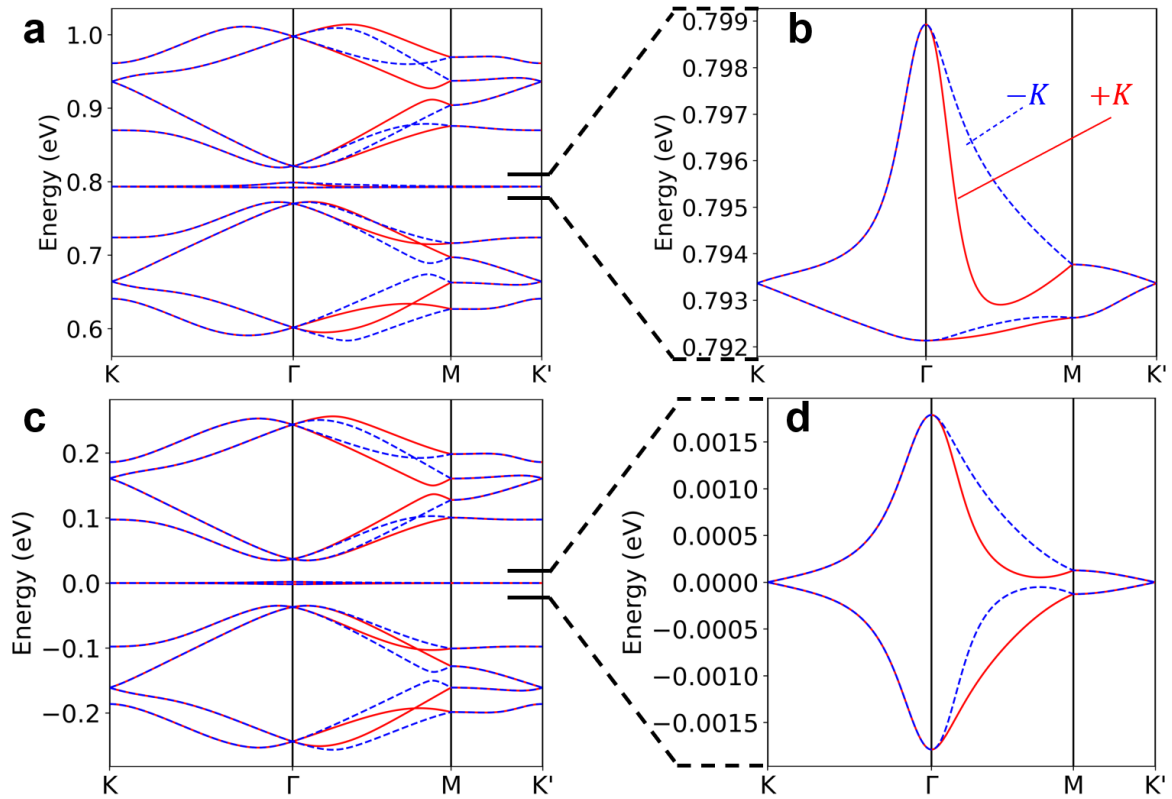 a
Energy (eV)
1.0
0.9
0.8
0.7
0.6
K Γ M K'
b
Energy (eV)
0.799
0.798
0.797
0.796
0.795
0.794
0.793
0.792
−K +K
K Γ M K'
c
Energy (eV)
0.2
0.1
0.0
−0.1
−0.2
K Γ M K'
d
Energy (eV)
0.0015
0.0010
0.0005
0.0000
−0.0005
−0.0010
−0.0015
K Γ M K'